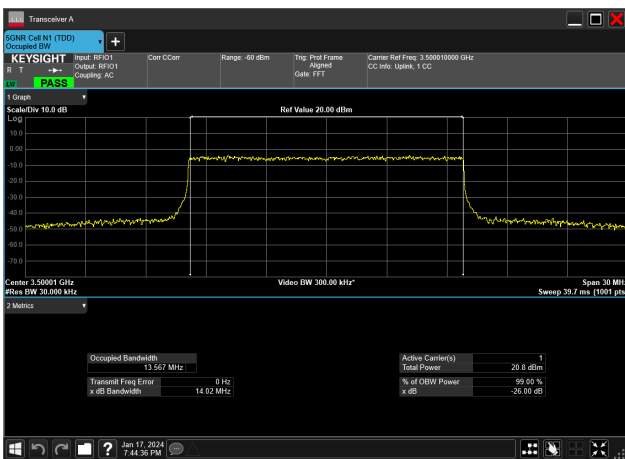 Transceiver A
5GNR Cell N1 (TDD)
Occupied BW
KEYSIGHT
R T
PASS
Input: RFIO1
Output: RFIO1
Coupling: AC
Corr CCorr
Range: -60 dBm
Trig: Prot Frame
Aligned
Gate: FFT
Carrier Ref Freq: 3.500010000 GHz
CC Info: Uplink, 1 CC
1 Graph
Scale/Div 10.0 dB
Ref Value 20.00 dBm
Log
10.0
0.00
-10.0
-20.0
-30.0
-40.0
-50.0
-60.0
-70.0
Center 3.50001 GHz
Video BW 300.00 kHz*
Span 30 MHz
#Res BW 30.000 kHz
Sweep 39.7 ms (1001 pts
2 Metrics
Occupied Bandwidth
13.567 MHz
Transmit Freq Error 0 Hz
x dB Bandwidth 14.02 MHz
Active Carrier(s) 1
Total Power 20.8 dBm
% of OBW Power 99.00 %
x dB -26.00 dB
?
Jan 17, 2024
7:44:36 PM